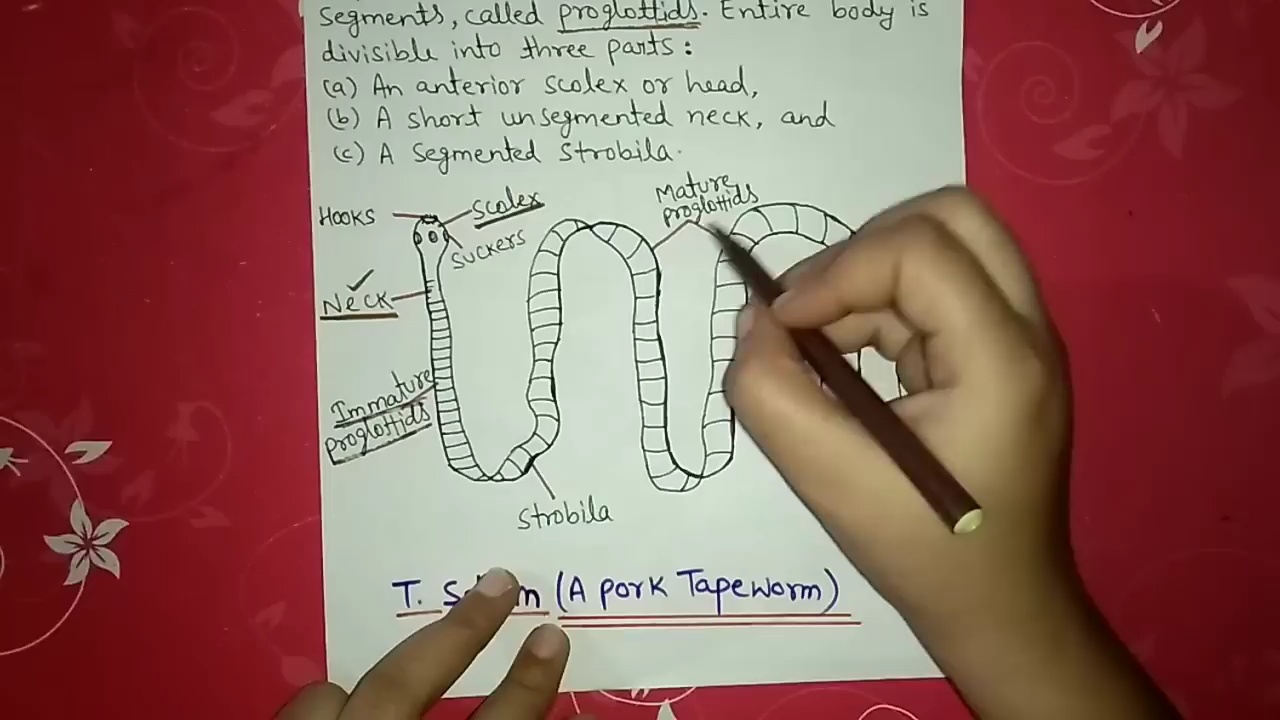 segments, called proglottids. Entire body is
divisible into three parts:
(a) An anterior scolex or head,
(b) A short unsegmented neck, and
(c) A segmented strobila.
Mature
proglottids
Hooks
Scolex
Suckers
Neck
Immature
proglottids
Strobila
T. (A pork Tapeworm)